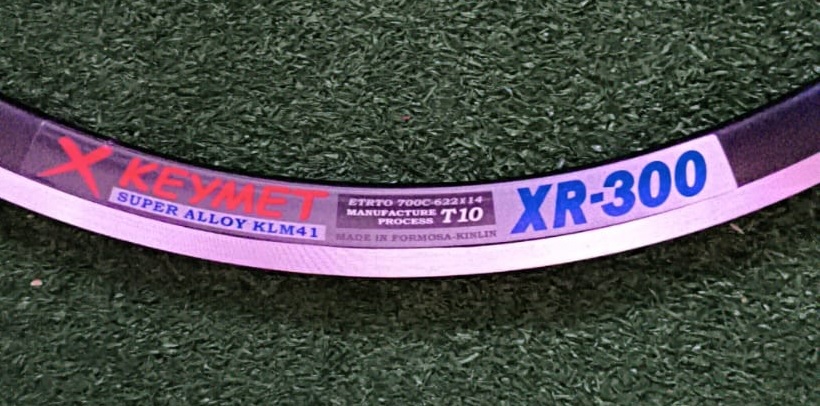 X KEYMET
SUPER ALLOY KLM41
ETRTO 700C-622X14
MANUFACTURE
PROCESS T10
MADE IN FORMOSA-KINLIN
XR-300